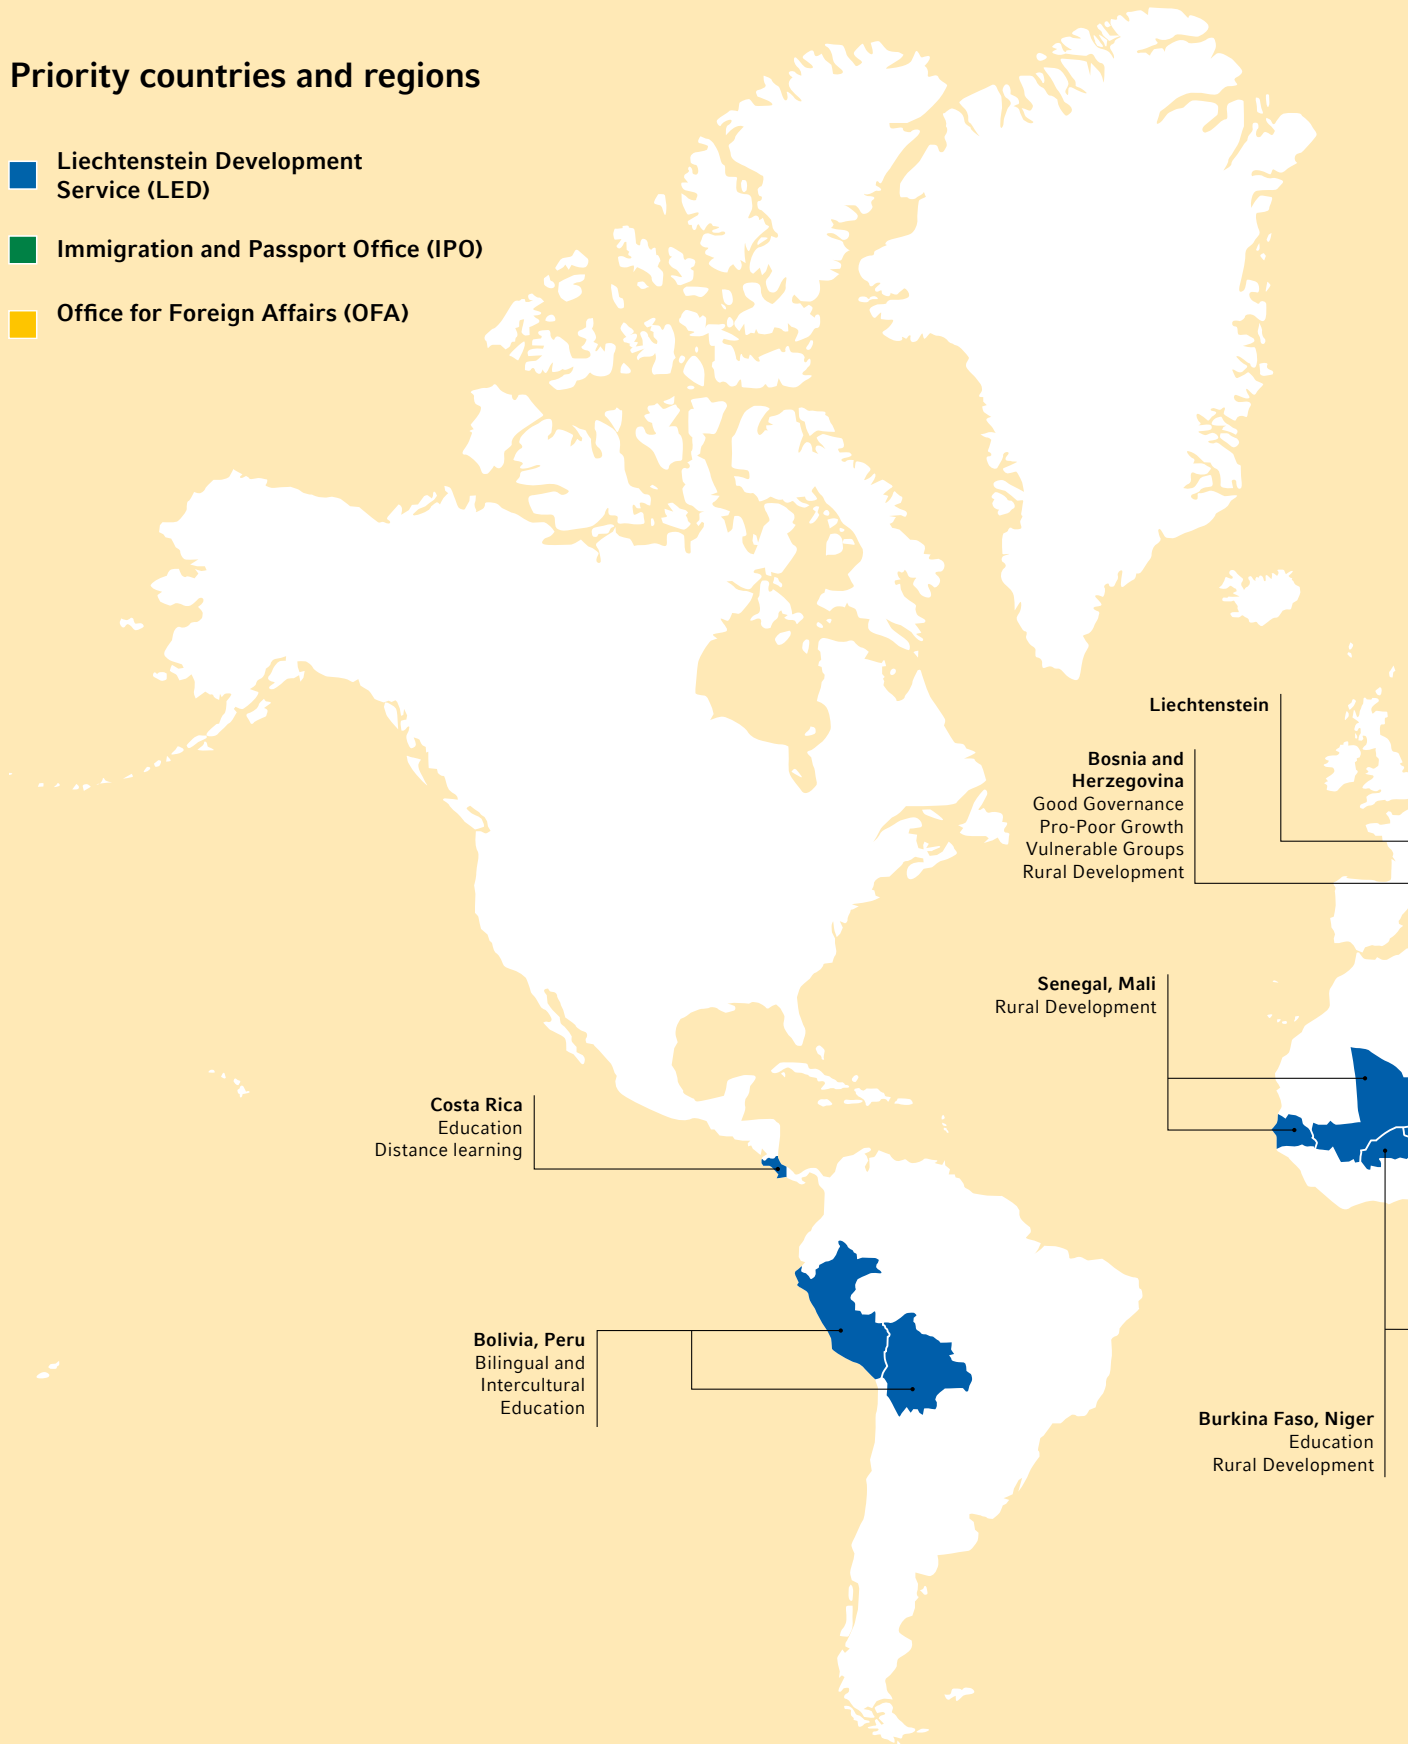 Priority countries and regions
Liechtenstein Development
Service (LED)
Immigration and Passport Office (IPO)
Office for Foreign Affairs (OFA)
Liechtenstein
Bosnia and
Herzegovina
Good Governance
Pro-Poor Growth
Vulnerable Groups
Rural Development
Senegal, Mali
Rural Development
Costa Rica
Education
Distance learning
Bolivia, Peru
Bilingual and
Intercultural
Education
Burkina Faso, Niger
Education
Rural Development